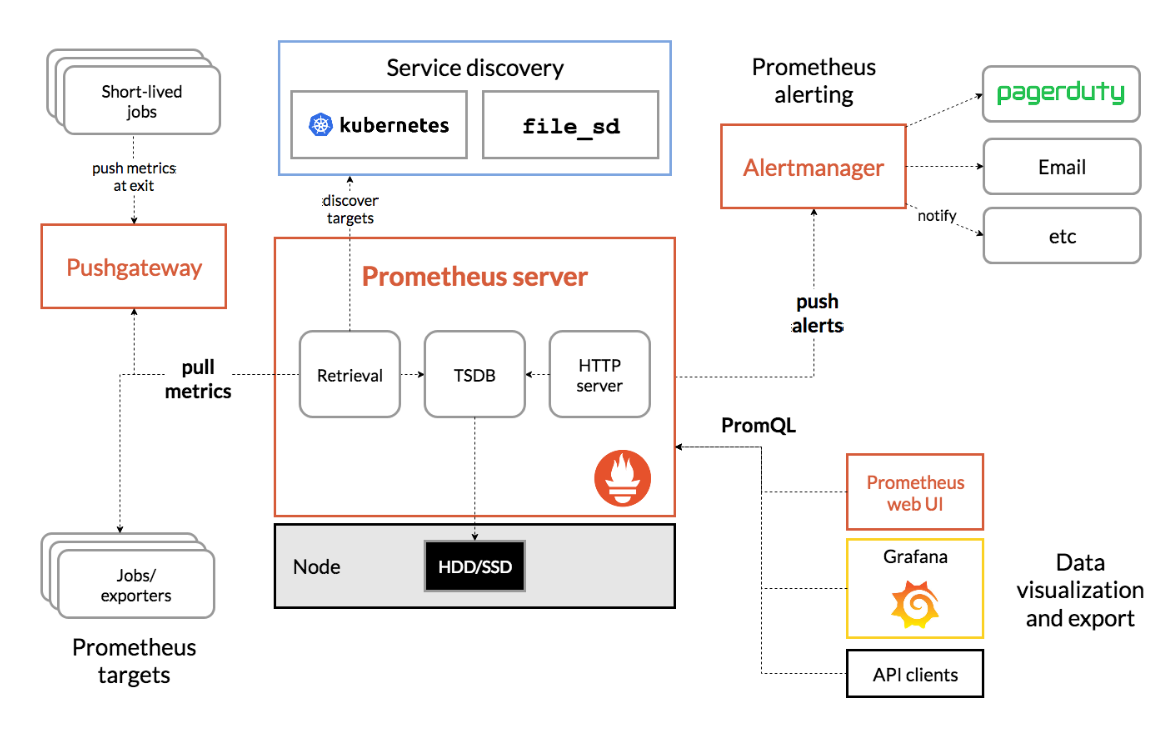 Short-lived
jobs
push metrics
at exit
Pushgateway
pull
metrics
Jobs/
exporters
Prometheus
targets
Service discovery
kubernetes
file_sd
discover
targets
Prometheus server
Retrieval
TSDB
HTTP
server
Node
HDD/SSD
Prometheus
alerting
Alertmanager
pagerduty
Email
notify
etc
push
alerts
PromQL
Prometheus
web UI
Grafana
API clients
Data
visualization
and export